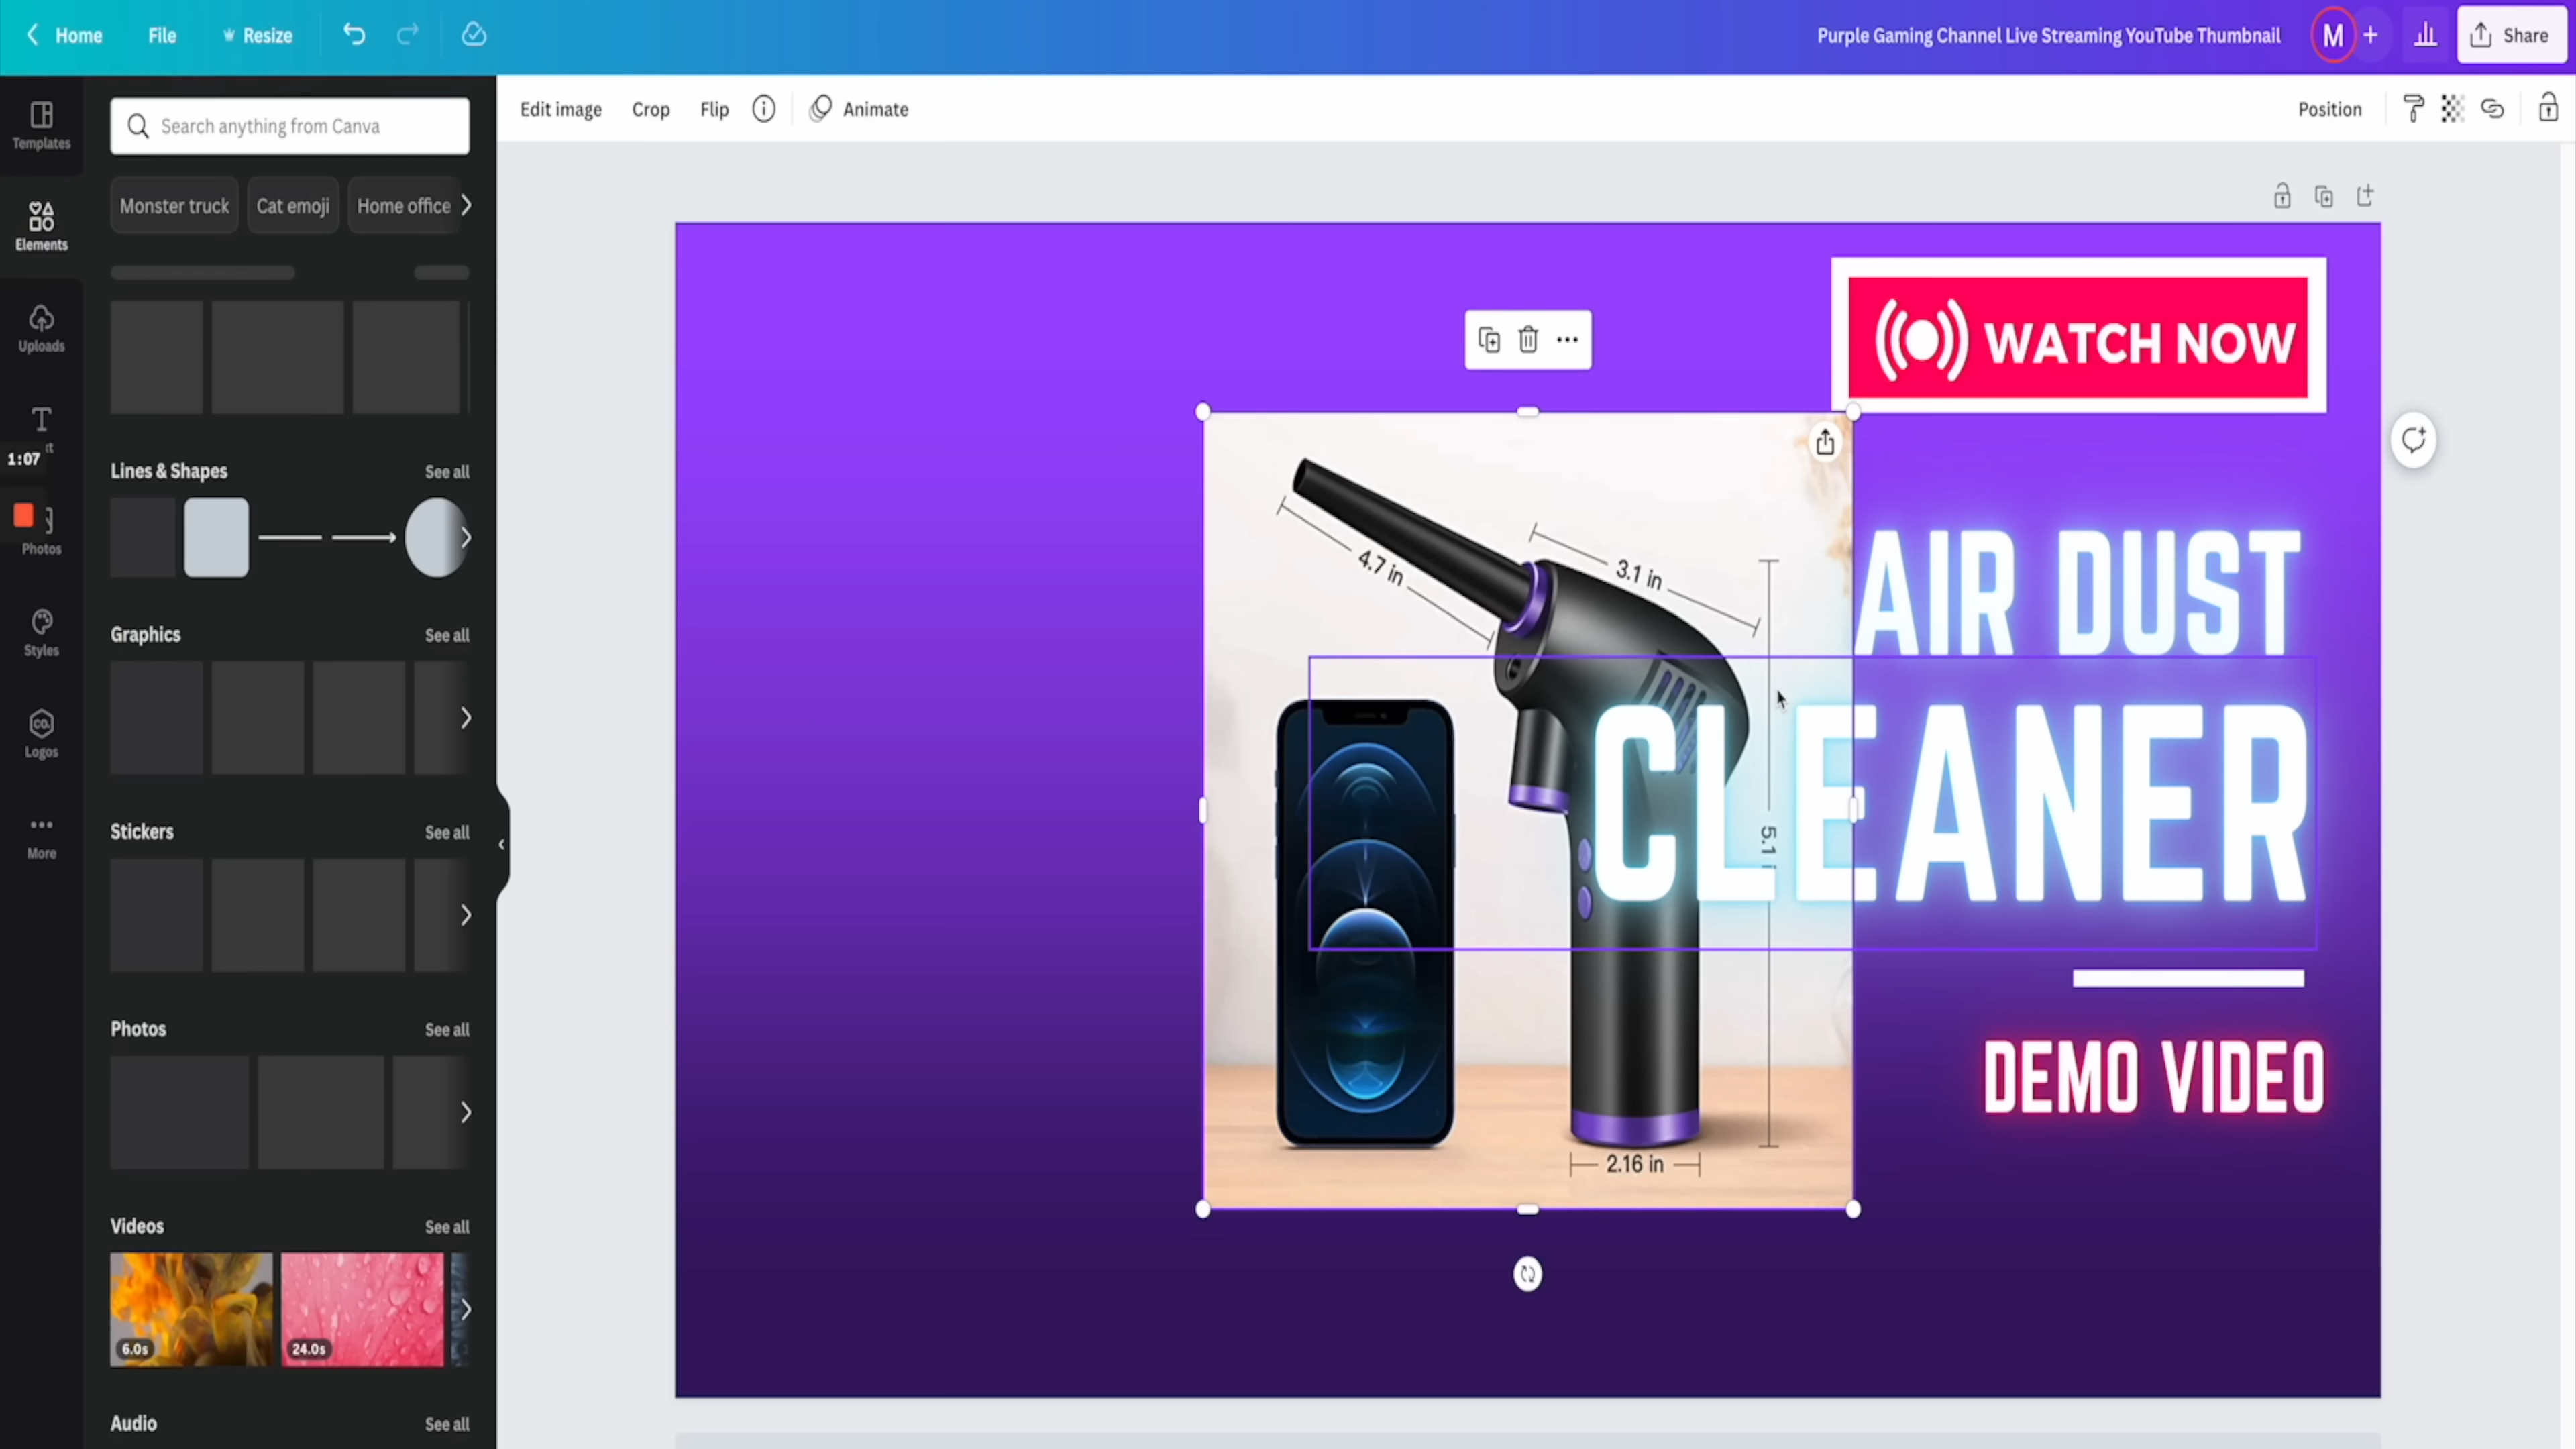 Home
File
Resize
Purple Gaming Channel Live Streaming YouTube Thumbnail
M
Share
Templates
Elements
Uploads
Photos
Styles
Logos
More
1:07
Search anything from Canva
Monster truck
Cat emoji
Home office
Lines & Shapes
See all
Graphics
See all
Stickers
See all
Photos
See all
Videos
See all
6.0s
24.0s
Audio
See all
Edit image
Crop
Flip
Animate
Position
WATCH NOW
4.7 in
3.1 in
AIR DUST
CLEANER
5.1
2.16 in
DEMO VIDEO
CO.